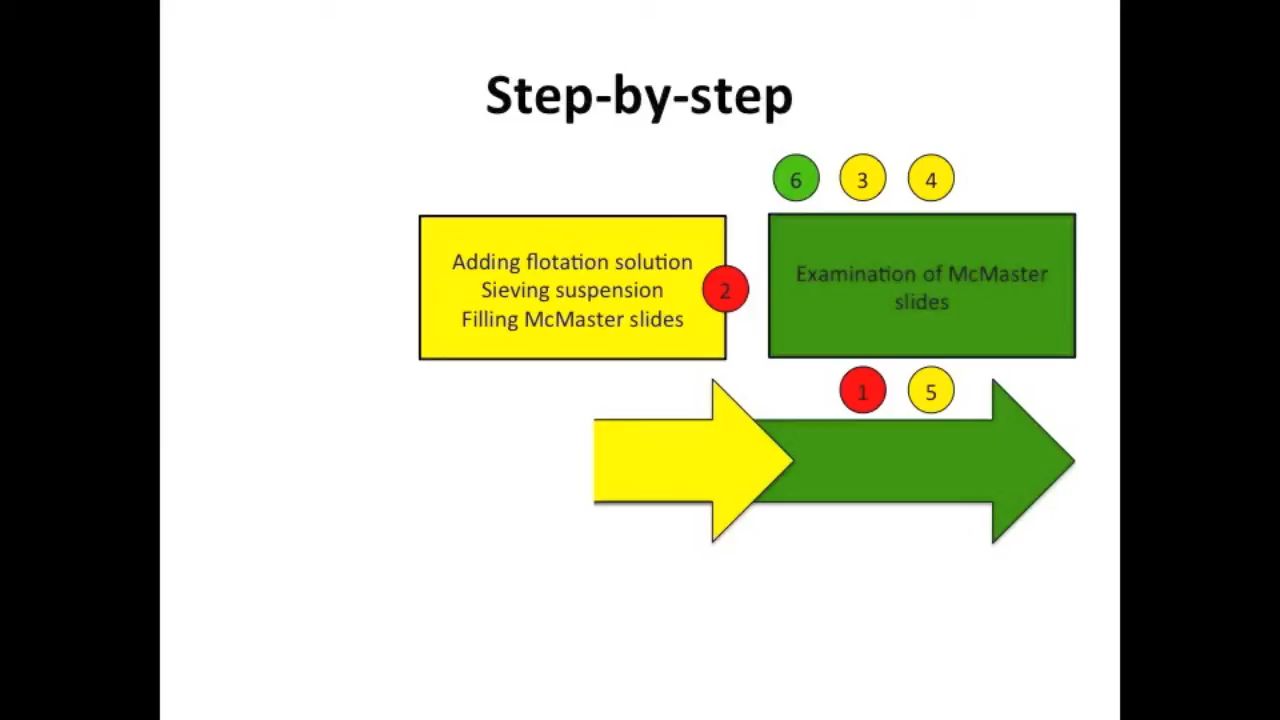 Step-by-step
6 3 4
Adding flotation solution
Sieving suspension
Filling McMaster slides
2
Examination of McMaster
slides
1 5